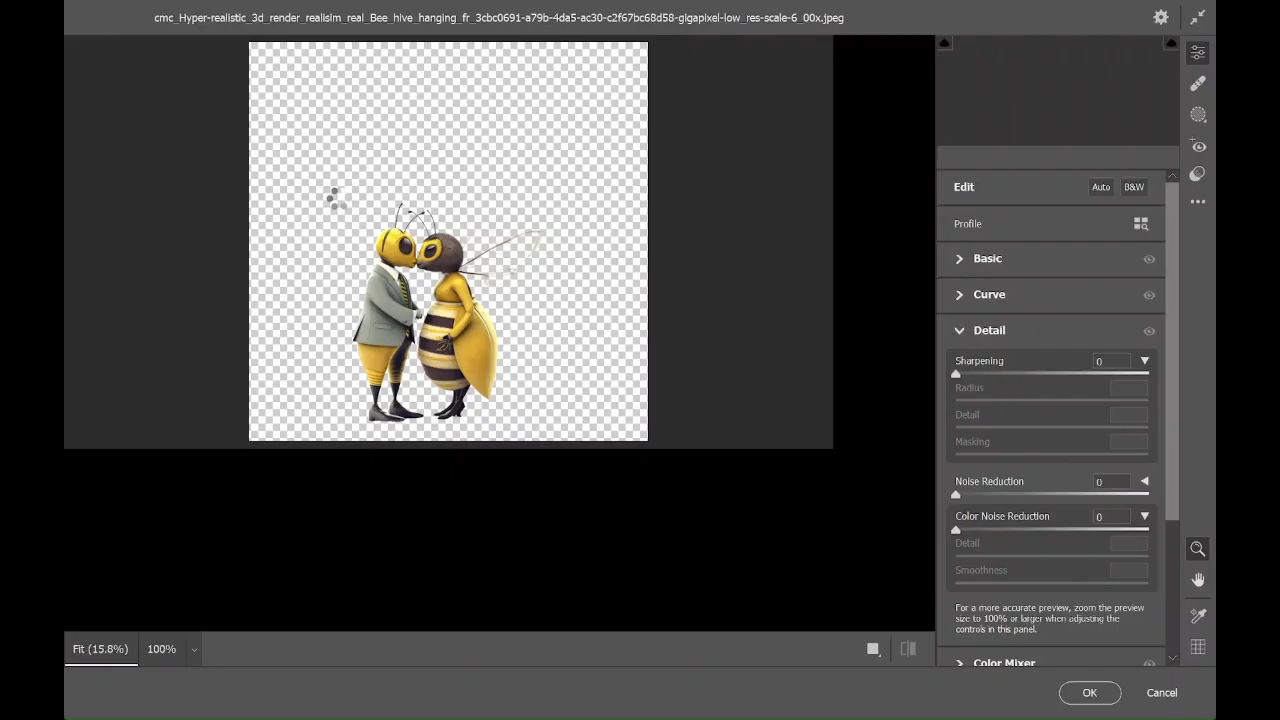 cmc_Hyper-realistic_3d_render_realisim_real_Bee_hive_hanging_fr_3cbc0691-a79b-4da5-ac30-c2f67bc68d58-gigapixel-low_res-scale-6_00x.jpeg
Edit Auto B&W
Profile
Basic
Curve
Detail
Sharpening 0
Radius
Detail
Masking
Noise Reduction 0
Color Noise Reduction 0
Detail
Smoothness
For a more accurate preview, zoom the preview
size to 100% or larger when adjusting the
controls in this panel.
Color Mixer
Fit (15.8%) 100%
OK Cancel